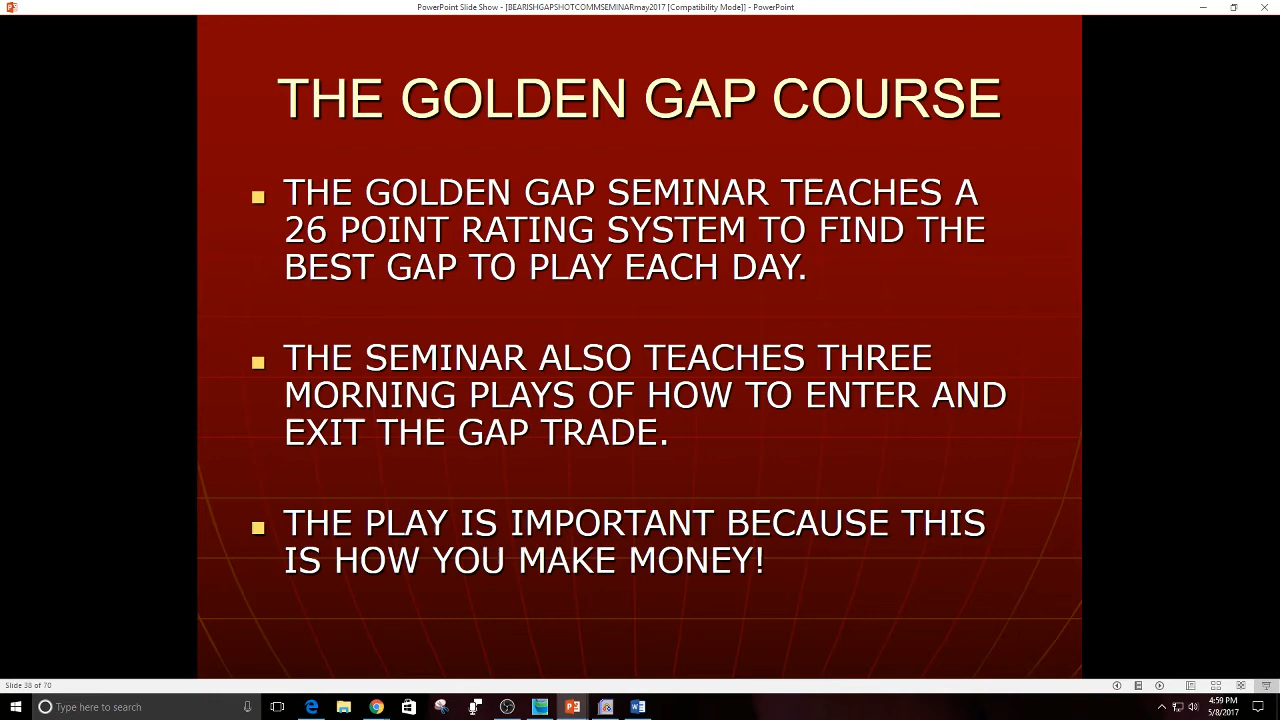 PowerPoint Slide Show - [BEARISHGAPSHOTCOMMSEMINARmay2017 [Compatibility Mode]] - PowerPoint
THE GOLDEN GAP COURSE
THE GOLDEN GAP SEMINAR TEACHES A
26 POINT RATING SYSTEM TO FIND THE
BEST GAP TO PLAY EACH DAY.
THE SEMINAR ALSO TEACHES THREE
MORNING PLAYS OF HOW TO ENTER AND
EXIT THE GAP TRADE.
THE PLAY IS IMPORTANT BECAUSE THIS
IS HOW YOU MAKE MONEY!
Slide 38 of 70
Type here to search
4:59 PM
5/8/2017